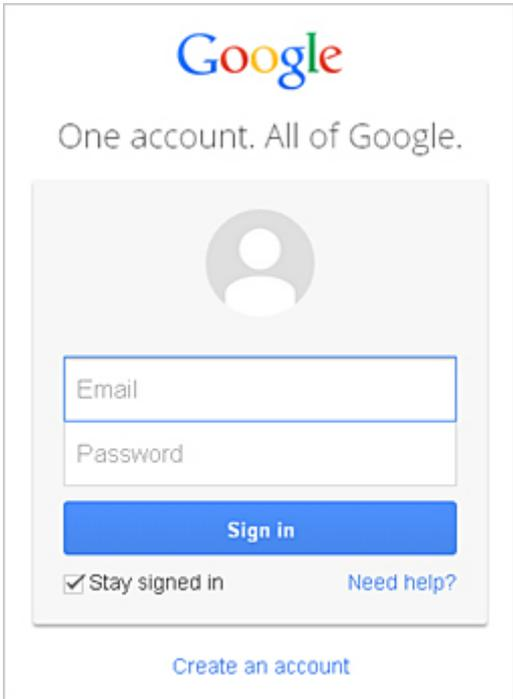 Google
One account. All of Google.
Email
Password
Sign in
Stay signed in Need help?
Create an account